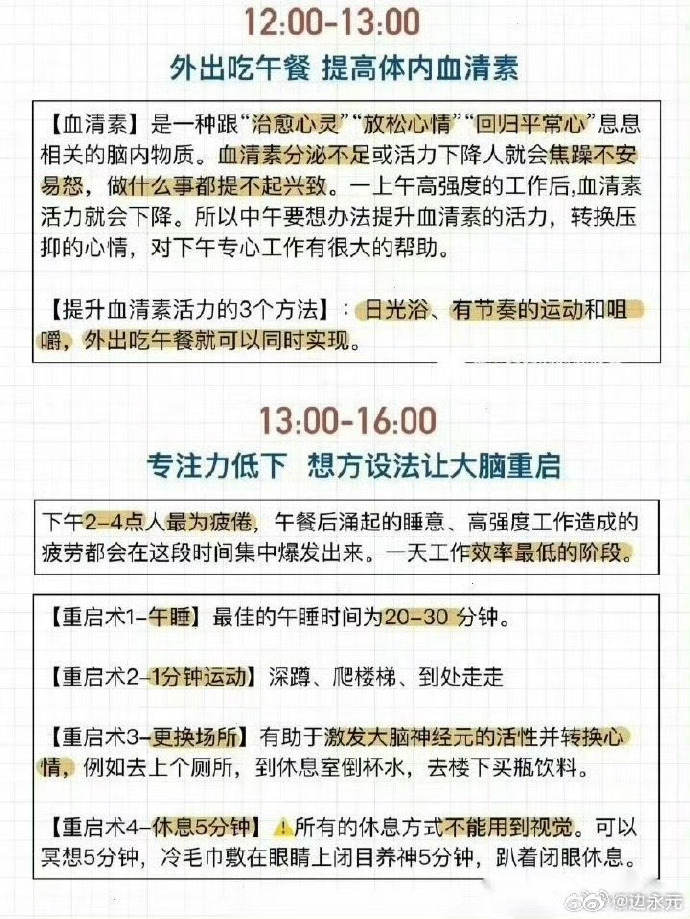 12:00-13:00
外出吃午餐 提高体内血清素
【血清素】是一种跟“治愈心灵”“放松心情”“回归平常心”息息
相关的脑内物质。血清素分泌不足或活力下降人就会焦躁不安
易怒，做什么事都提不起兴致。一上午高强度的工作后,血清素
活力就会下降。所以中午要想办法提升血清素的活力，转换压
抑的心情，对下午专心工作有很大的帮助。
【提升血清素活力的3个方法】：日光浴、有节奏的运动和咀
嚼，外出吃午餐就可以同时实现。
13:00-16:00
专注力低下 想方设法让大脑重启
下午2-4点人最为疲倦，午餐后涌起的睡意、高强度工作造成的
疲劳都会在这段时间集中爆发出来。一天工作效率最低的阶段。
【重启术1-午睡】最佳的午睡时间为20-30 分钟。
【重启术2-1分钟运动】深蹲、爬楼梯、到处走走
【重启术3-更换场所】有助于激发大脑神经元的活性并转换心
情，例如去上个厕所，到休息室倒杯水，去楼下买瓶饮料。
【重启术4-休息5分钟】⚠️所有的休息方式不能用到视觉。可以
冥想5分钟，冷毛巾敷在眼睛上闭目养神5分钟，趴着闭眼休息。
@边永元